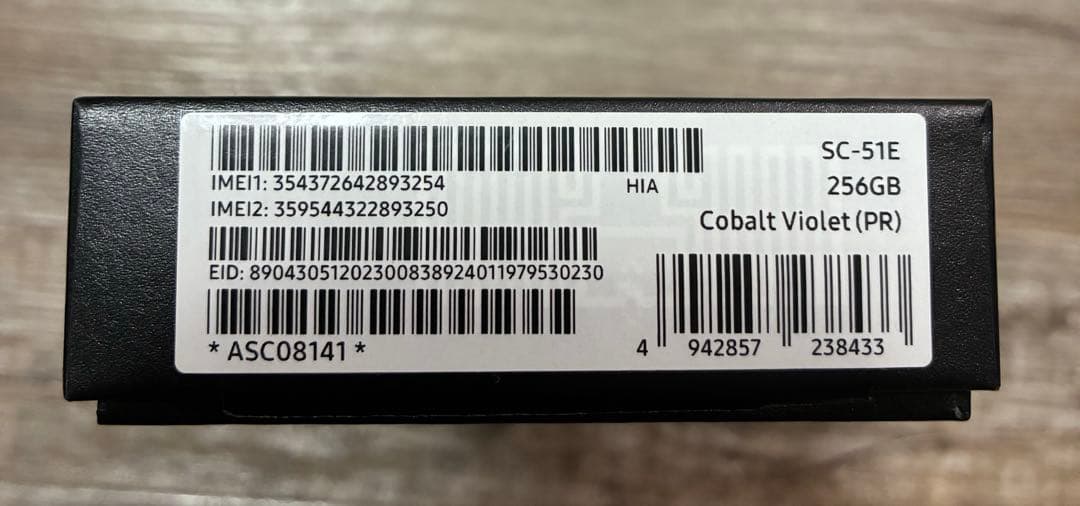 IMEI1: 354372642893254
HIA
IMEI2: 359544322893250
EID: 89043051202300838924011979530230
* ASC08141 *
SC-51E
256GB
Cobalt Violet (PR)
4 942857 238433